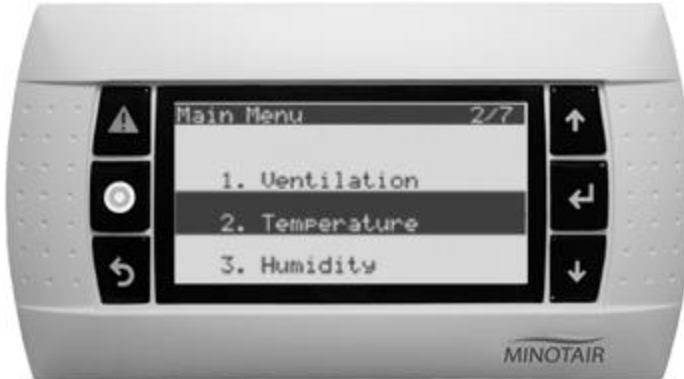 Main Menu 2/7
1. Ventilation
2. Temperature
3. Humidity
MINOTAIR